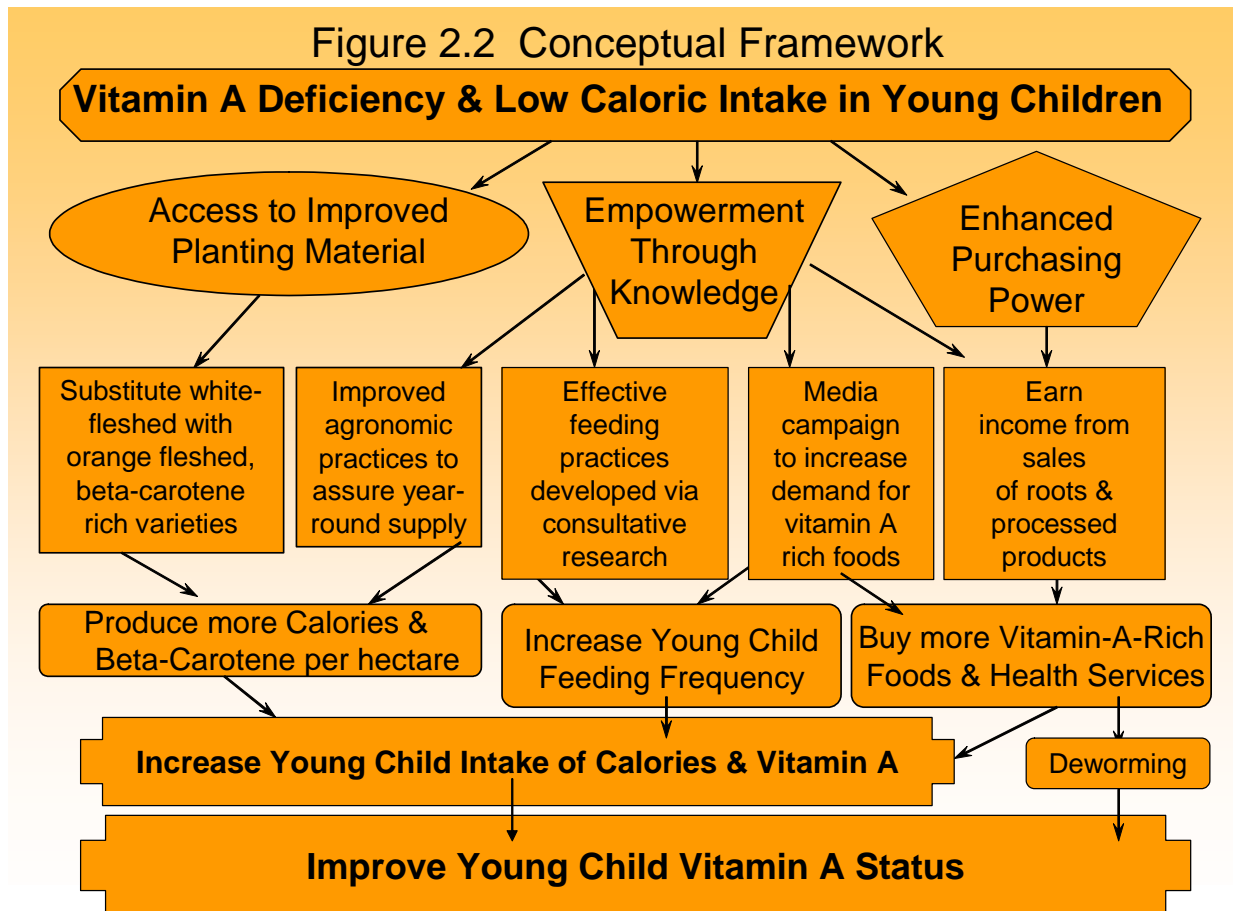 Figure 2.2 Conceptual Framework
Vitamin A Deficiency & Low Caloric Intake in Young Children
Access to Improved
Planting Material
Empowerment
Through
Knowledge
Enhanced
Purchasing
Power
Substitute white-
fleshed with
orange fleshed,
beta-carotene
rich varieties
Improved
agronomic
practices to
assure year-
round supply
Effective
feeding
practices
developed via
consultative
research
Media
campaign
to increase
demand for
vitamin A
rich foods
Earn
income from
sales
of roots &
processed
products
Produce more Calories &
Beta-Carotene per hectare
Increase Young Child
Feeding Frequency
Buy more Vitamin-A-Rich
Foods & Health Services
Increase Young Child Intake of Calories & Vitamin A
Deworming
Improve Young Child Vitamin A Status